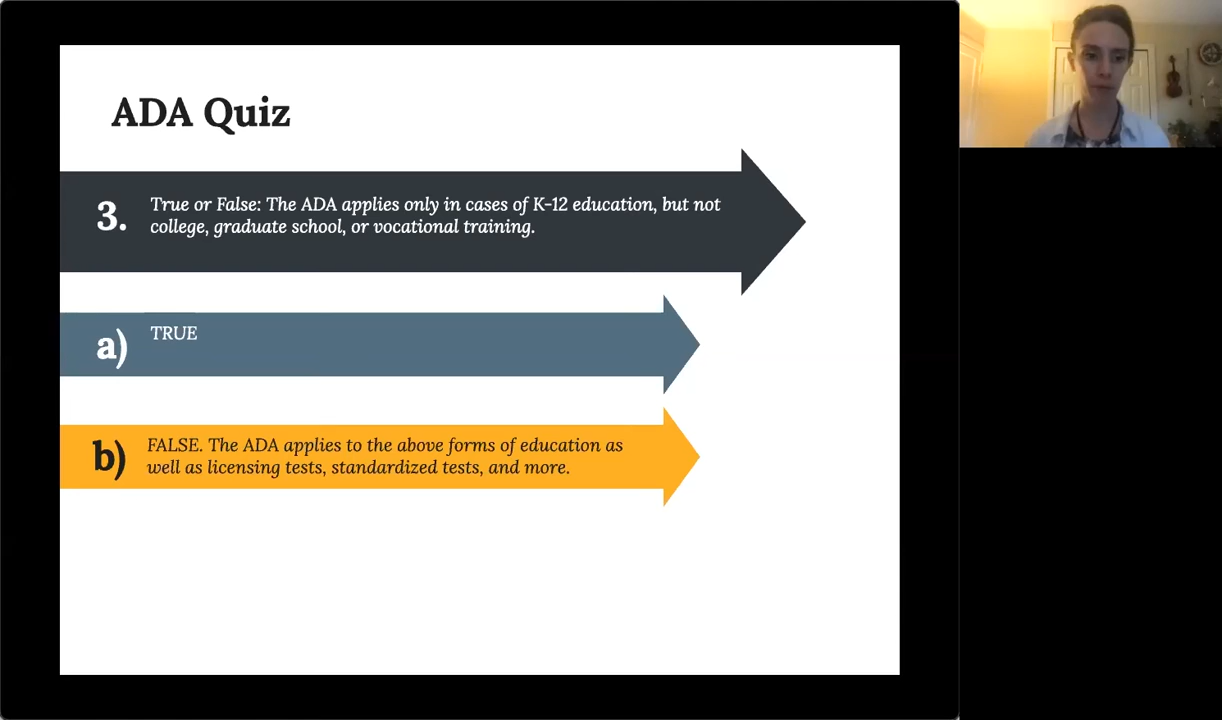 ADA Quiz
3.
True or False: The ADA applies only in cases of K-12 education, but not
college, graduate school, or vocational training.
a)
TRUE
b)
FALSE. The ADA applies to the above forms of education as
well as licensing tests, standardized tests, and more.